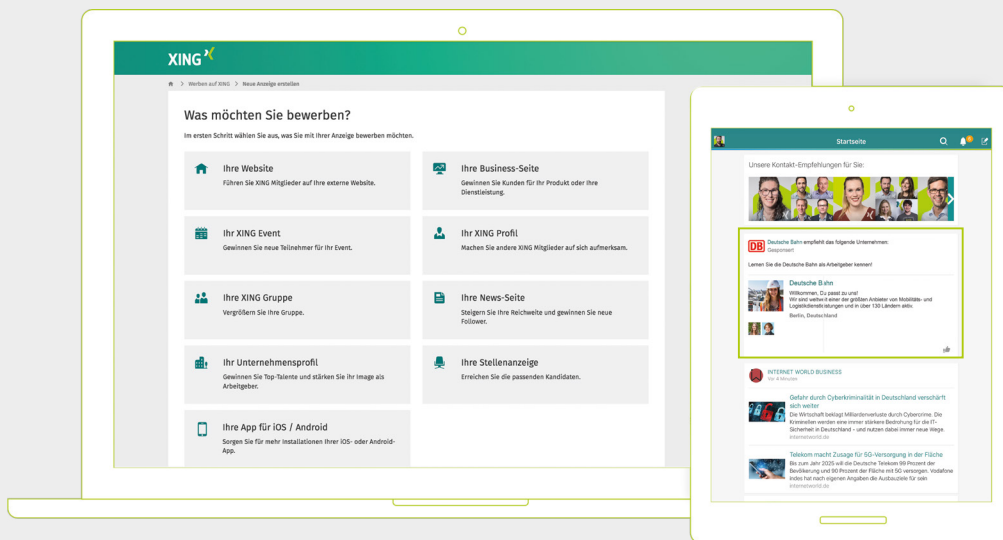 XING
Werben auf XING > Neue Anzeige erstellen
Was möchten Sie bewerben?
Im ersten Schritt wählen Sie aus, was Sie mit Ihrer Anzeige bewerben möchten.
Ihre Website
Führen Sie XING Mitglieder auf Ihre externe Website.
Ihre Business-Seite
Gewinnen Sie Kunden für Ihr Produkt oder Ihre
Dienstleistung.
Ihr XING Event
Gewinnen Sie neue Teilnehmer für Ihr Event.
Ihr XING Profil
Machen Sie andere XING Mitglieder auf sich aufmerksam.
Ihre XING Gruppe
Vergrößern Sie Ihre Gruppe.
Ihre News-Seite
Steigern Sie Ihre Reichweite und gewinnen Sie neue
Follower.
Ihr Unternehmensprofil
Gewinnen Sie Top-Talente und stärken Sie ihr Image als
Arbeitgeber.
Ihre Stellenanzeige
Erreichen Sie die passenden Kandidaten.
Ihre App für iOS / Android
Sorgen Sie für mehr Installationen Ihrer iOS- oder Android-
App.
Startseite
Unsere Kontakt-Empfehlungen für Sie:
DB
Deutsche Bahn empfiehlt das folgende Unternehmen:
Gesponsert
Lernen Sie die Deutsche Bahn als Arbeitgeber kennen!
Deutsche Bahn
Willkommen, Du passt zu uns!
Wir sind weltweit einer der größten Anbieter von Mobilitäts- und
Logistikdienstleistungen und in über 130 Ländern aktiv.
Berlin, Deutschland
INTERNET WORLD BUSINESS
Vor 4 Minuten
Gefahr durch Cyberkriminalität in Deutschland verschärft
sich weiter
Die Wirtschaft beklagt Milliardenverluste durch Cybercrime. Die
Kriminellen werden eine immer stärkere Bedrohung für die IT-
Sicherheit in Deutschland – und nutzen dabei immer neue Wege.
internetworld.de
Telekom macht Zusage für 5G-Versorgung in der Fläche
Bis zum Jahr 2025 will die Deutsche Telekom 99 Prozent der
Bevölkerung und 90 Prozent der Fläche mit 5G versorgen. Vodafone
indes hat nach eigenen Angaben die Ausbauziele für sein
internetworld.de